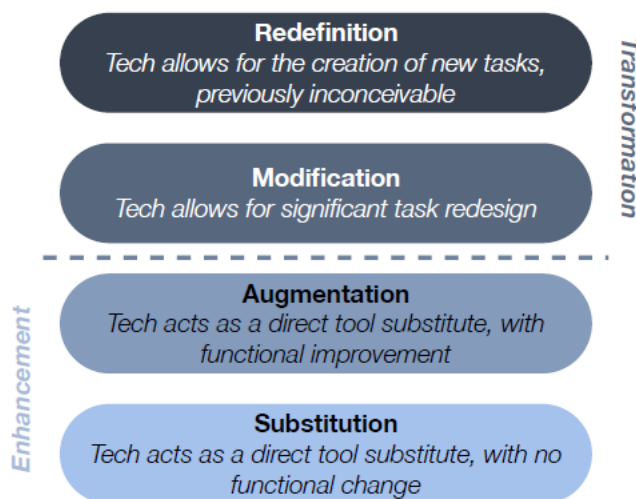 Redefinition
Tech allows for the creation of new tasks,
previously inconceivable
Transformation
Modification
Tech allows for significant task redesign
Augmentation
Tech acts as a direct tool substitute, with
functional improvement
Enhancement
Substitution
Tech acts as a direct tool substitute, with no
functional change